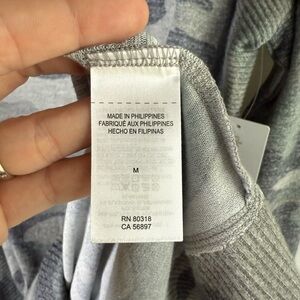 MADE IN PHILIPPINES
FABRIQUÉ AUX PHILIPPINES
HECHO EN FILIPINAS
M
RN 80318
CA 56897